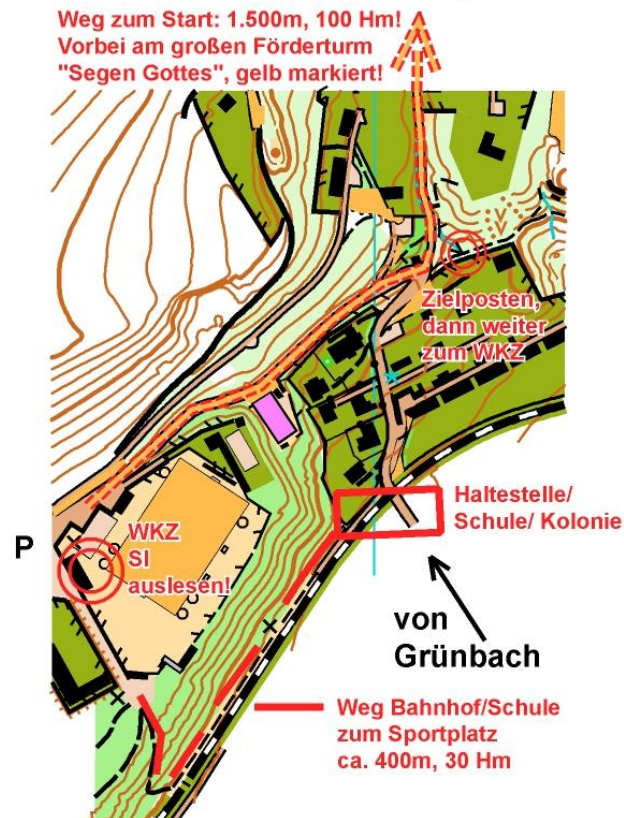 Weg zum Start: 1.500m, 100 Hm!
Vorbei am großen Förderturm
"Segen Gottes", gelb markiert!
Zielposten,
dann weiter
zum WKZ
Haltestelle/
Schule/ Kolonie
P
WKZ
SI
auslesen!
von
Grünbach
Weg Bahnhof/Schule
zum Sportplatz
ca. 400m, 30 Hm